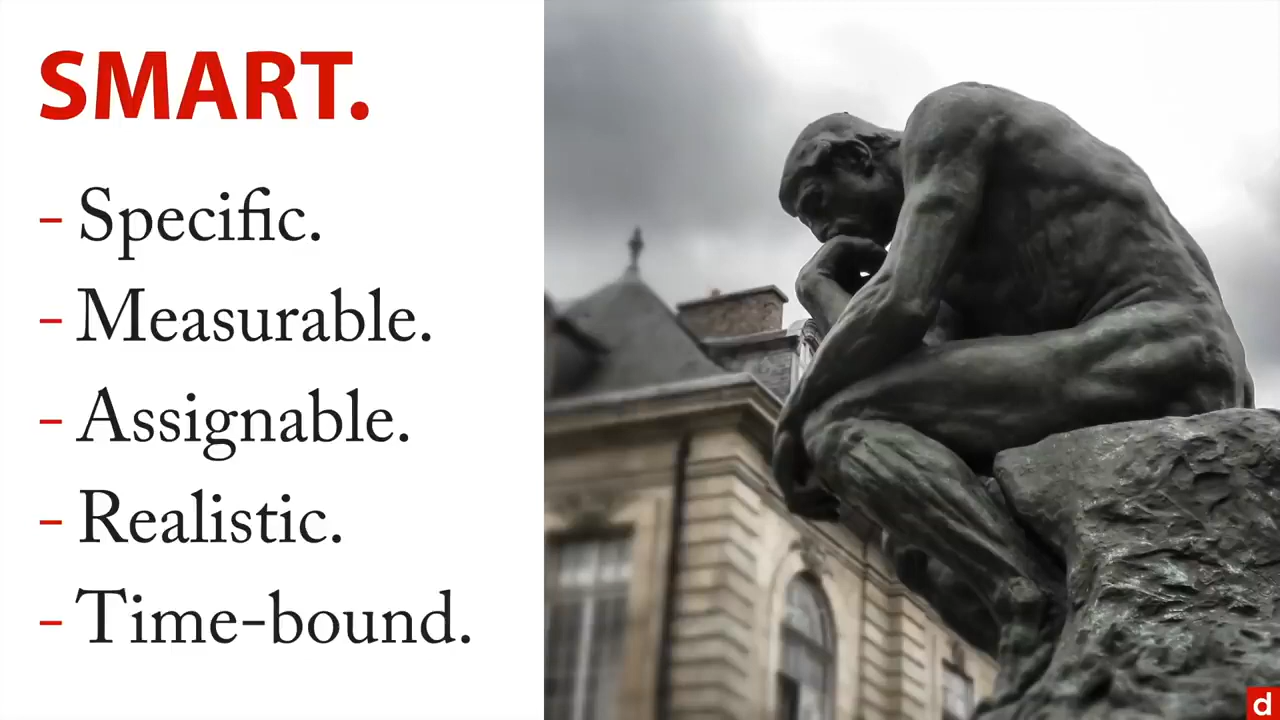 SMART.
- Specific.
- Measurable.
- Assignable.
- Realistic.
- Time-bound.
d